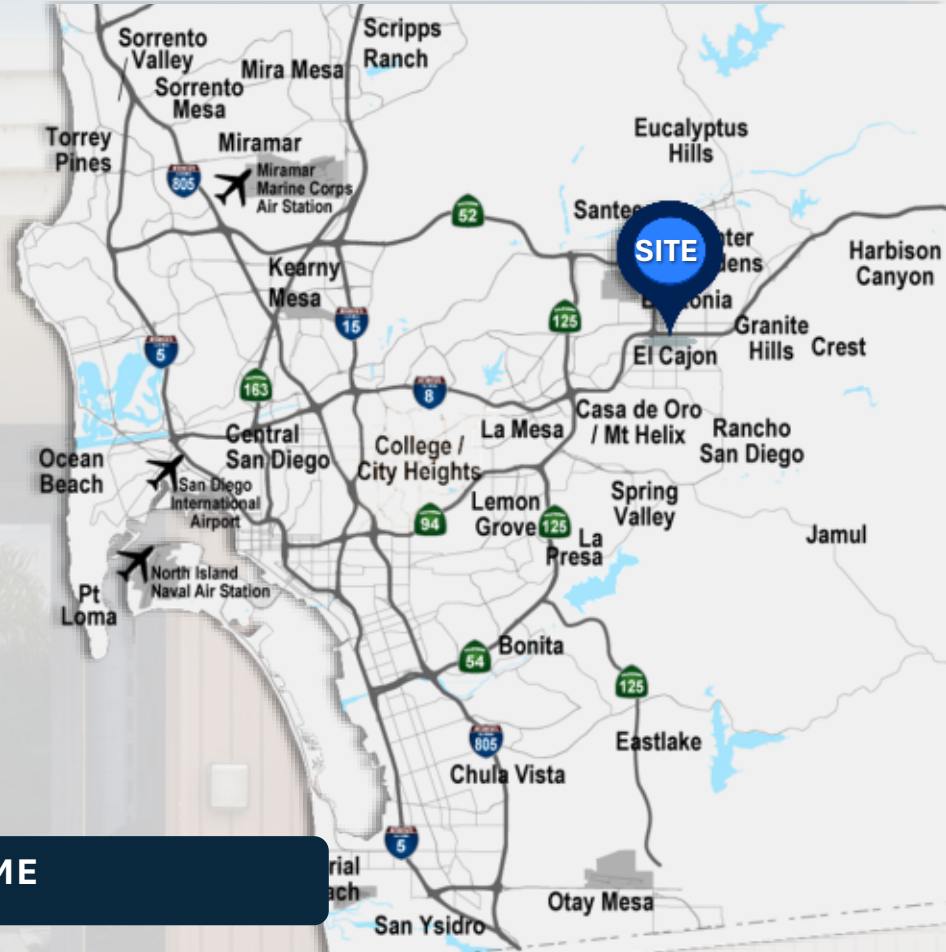 Scripps
Ranch
Sorrento
Valley
Mira Mesa
Sorrento
Mesa
Torrey
Pines
Miramar
Eucalyptus
Hills
805
Miramar
Marine Corps
Air Station
52
Santee
SITE
Harbison
Canyon
Kearny
Mesa
15
125
Granite
Hills
Crest
El Cajon
5
163
8
Casa de Oro
/ Mt Helix
La Mesa
Rancho
San Diego
Central
San Diego
College /
City Heights
Ocean
Beach
San Diego
International
Airport
Lemon
Grove
94
125
Spring
Valley
La
Presa
Jamul
North Island
Naval Air Station
Pt
Loma
54
Bonita
125
805
Eastlake
Chula Vista
5
Otay Mesa
San Ysidro